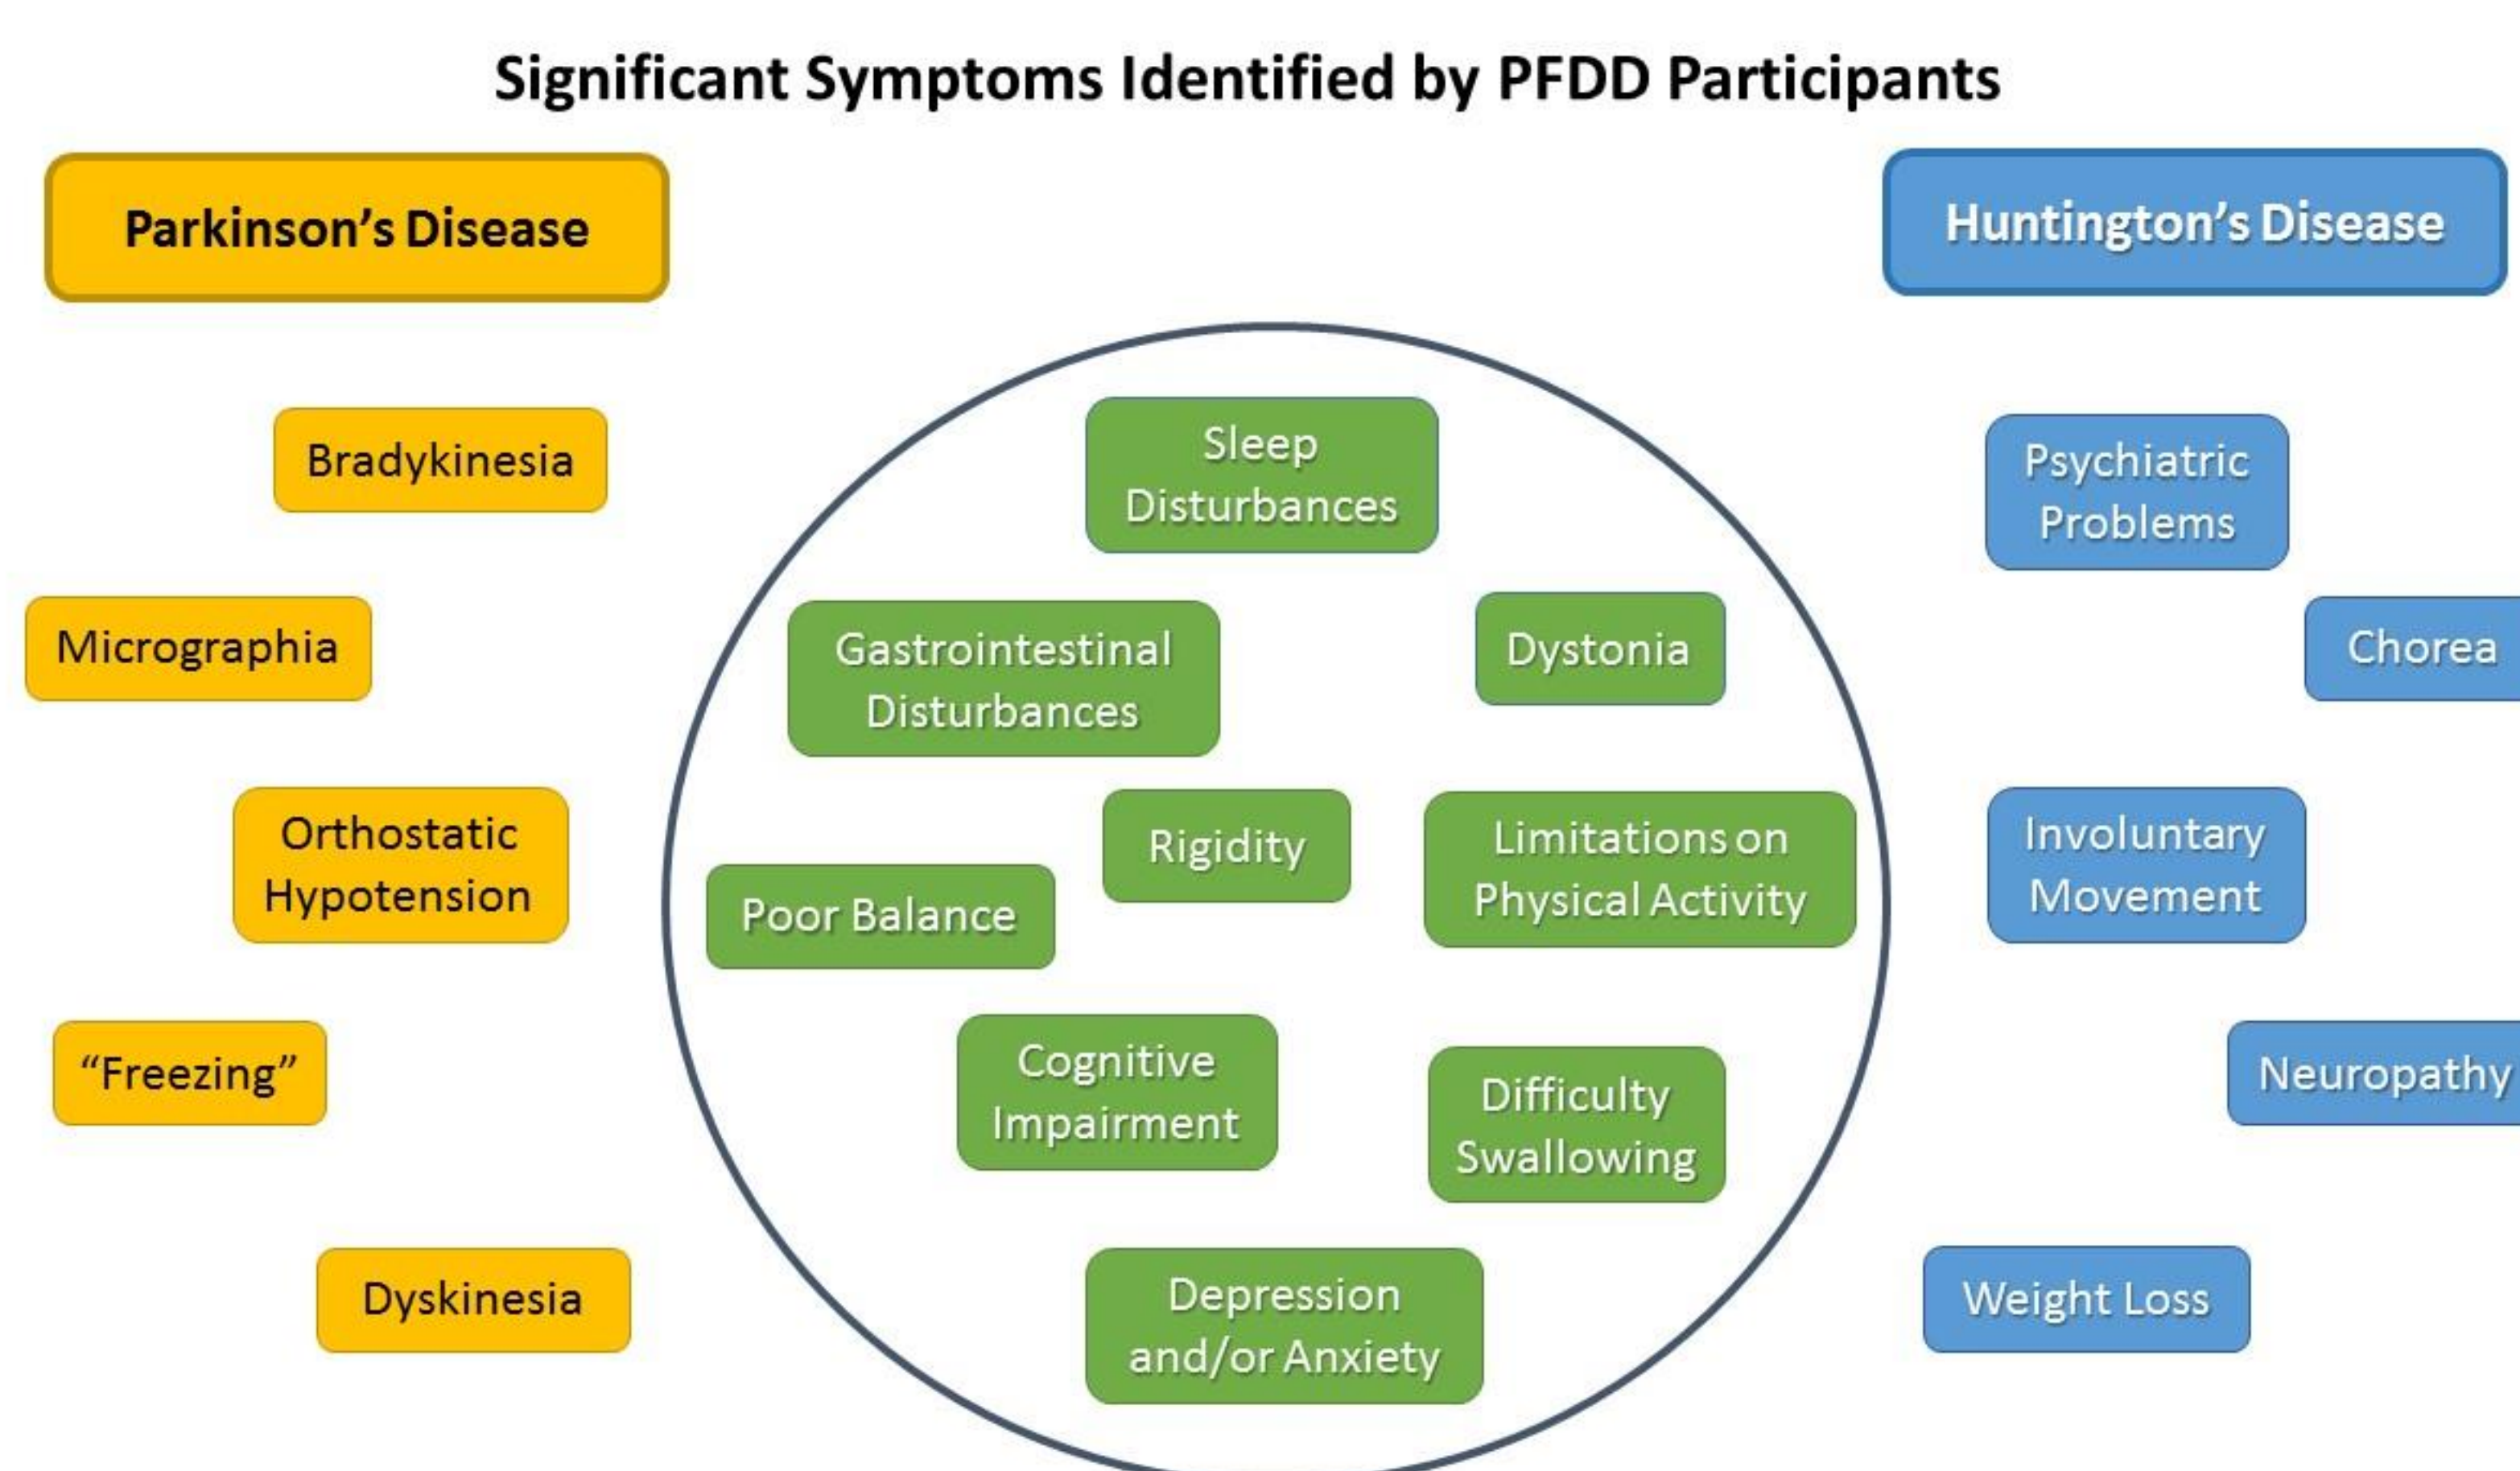 Significant Symptoms Identified by PFDD Participants
Parkinson’s Disease
Huntington’s Disease
Bradykinesia
Micrographia
Orthostatic
Hypotension
“Freezing”
Dyskinesia
Sleep
Disturbances
Gastrointestinal
Disturbances
Dystonia
Rigidity
Limitations on
Physical Activity
Poor Balance
Cognitive
Impairment
Difficulty
Swallowing
Depression
and/or Anxiety
Psychiatric
Problems
Chorea
Involuntary
Movement
Neuropathy
Weight Loss